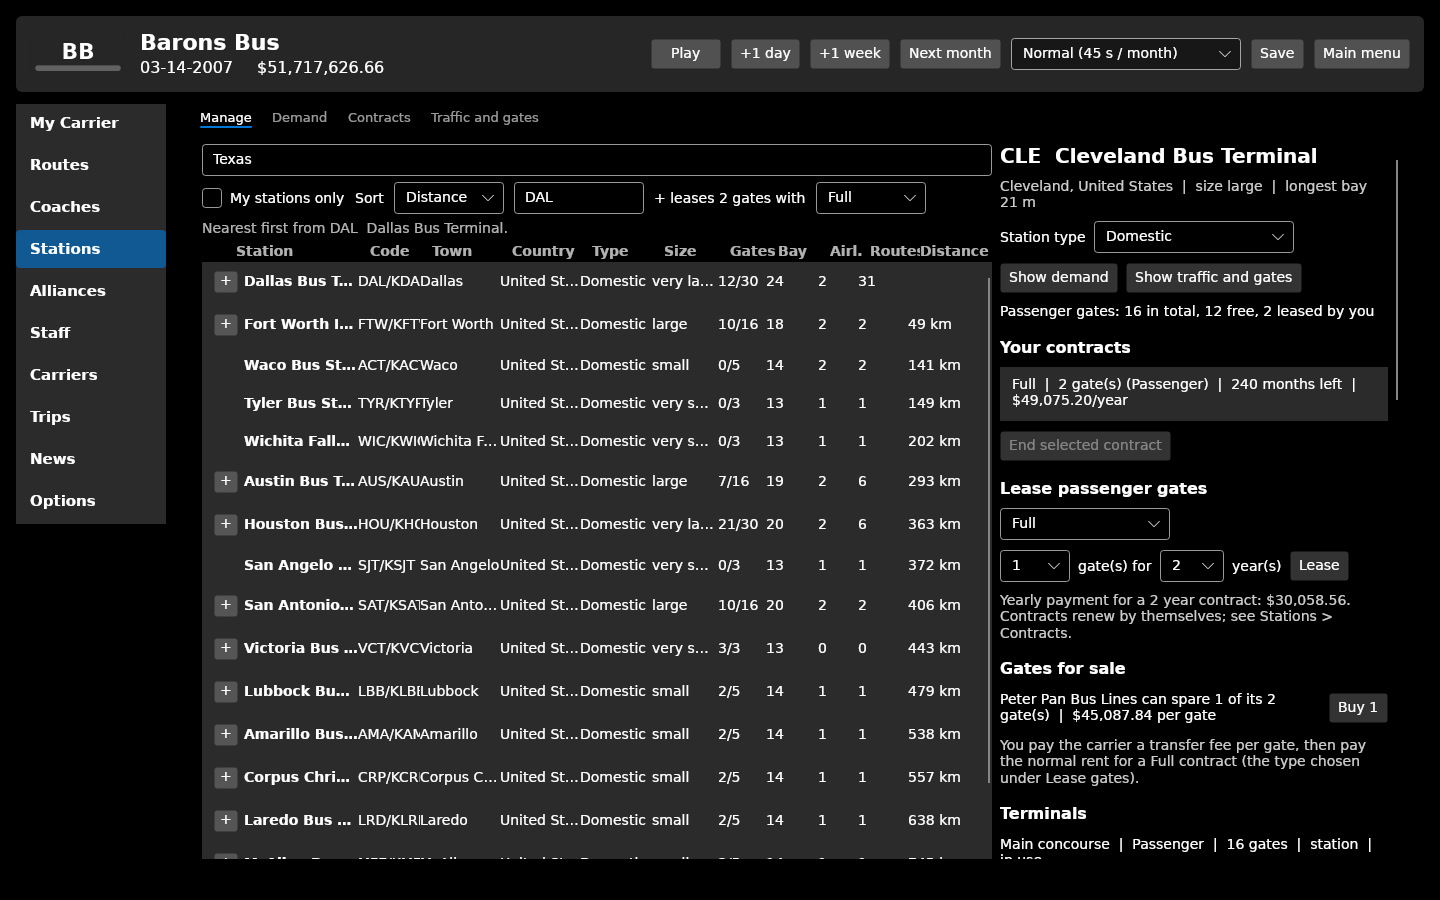 BB
Barons Bus
03-14-2007 $51,717,626.66
Play
+1 day
+1 week
Next month
Normal (45 s / month)
Save
Main menu
My Carrier
Routes
Coaches
Stations
Alliances
Staff
Carriers
Trips
News
Options
Manage Demand Contracts Traffic and gates
Texas
My stations only Sort Distance DAL + leases 2 gates with Full
Nearest first from DAL Dallas Bus Terminal.
Station Code Town Country Type Size Gates Bay Airl. Routes Distance
+ Dallas Bus T... DAL/KDA Dallas United St... Domestic very la... 12/30 24 2 31
+ Fort Worth I... FTW/KFT Fort Worth United St... Domestic large 10/16 18 2 2 49 km
Waco Bus St... ACT/KAC Waco United St... Domestic small 0/5 14 2 2 141 km
Tyler Bus St... TYR/KTY Tyler United St... Domestic very s... 0/3 13 1 1 149 km
Wichita Fall... WIC/KWI Wichita F... United St... Domestic very s... 0/3 13 1 1 202 km
+ Austin Bus T... AUS/KAU Austin United St... Domestic large 7/16 19 2 6 293 km
+ Houston Bus... HOU/KHO Houston United St... Domestic very la... 21/30 20 2 6 363 km
San Angelo ... SJT/KSJT San Angelo United St... Domestic very s... 0/3 13 1 1 372 km
+ San Antonio... SAT/KSAT San Anto... United St... Domestic large 10/16 20 2 2 406 km
+ Victoria Bus ... VCT/KVC Victoria United St... Domestic very s... 3/3 13 0 0 443 km
+ Lubbock Bu... LBB/KLBB Lubbock United St... Domestic small 2/5 14 1 1 479 km
+ Amarillo Bus... AMA/KAM Amarillo United St... Domestic small 2/5 14 1 1 538 km
+ Corpus Chri... CRP/KCR Corpus C... United St... Domestic small 2/5 14 1 1 557 km
+ Laredo Bus ... LRD/KLR Laredo United St... Domestic small 2/5 14 1 1 638 km
CLE Cleveland Bus Terminal
Cleveland, United States | size large | longest bay
21 m
Station type Domestic
Show demand Show traffic and gates
Passenger gates: 16 in total, 12 free, 2 leased by you
Your contracts
Full | 2 gate(s) (Passenger) | 240 months left |
$49,075.20/year
End selected contract
Lease passenger gates
Full
1 gate(s) for 2 year(s) Lease
Yearly payment for a 2 year contract: $30,058.56.
Contracts renew by themselves; see Stations >
Contracts.
Gates for sale
Peter Pan Bus Lines can spare 1 of its 2
gate(s) | $45,087.84 per gate
Buy 1
You pay the carrier a transfer fee per gate, then pay
the normal rent for a Full contract (the type chosen
under Lease gates).
Terminals
Main concourse | Passenger | 16 gates | station |
in use